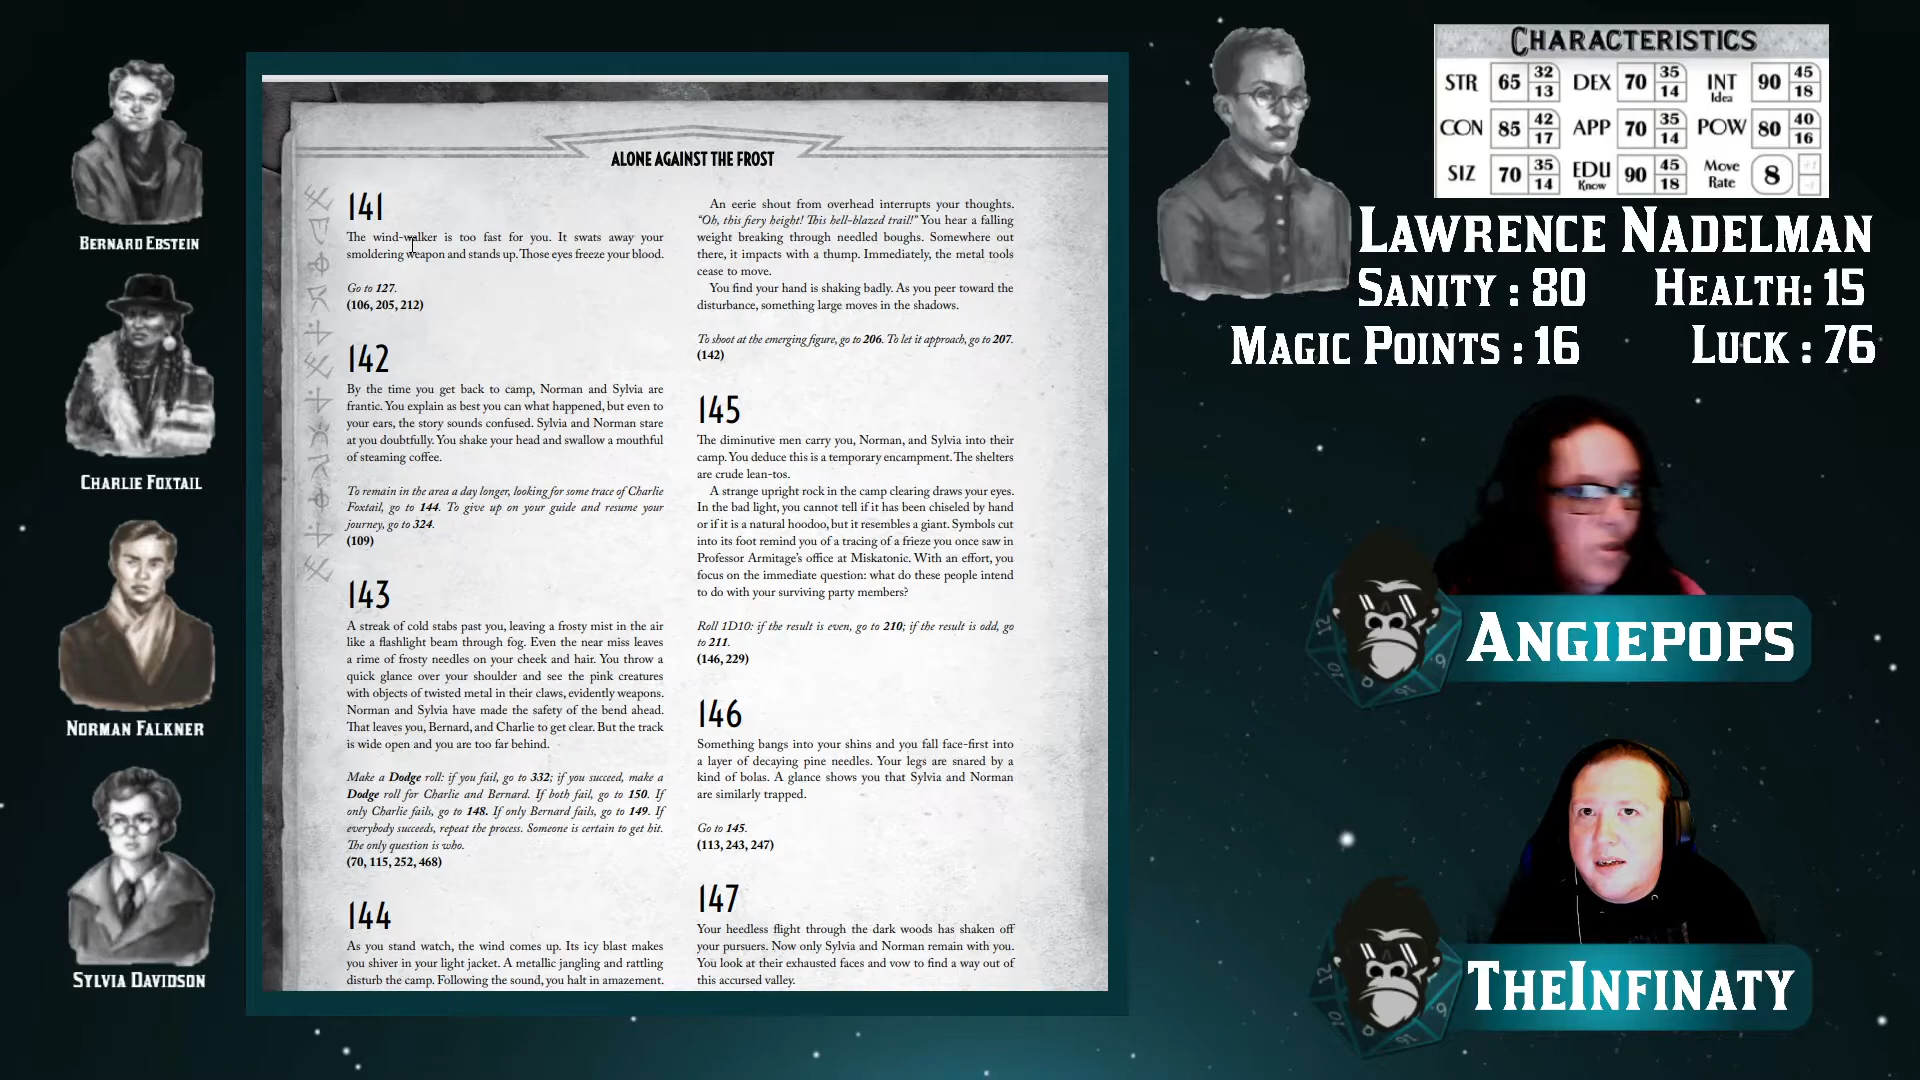 BERNARD EBSTEIN
CHARLIE FOXTAIL
NORMAN FALKNER
SYLVIA DAVIDSON
ALONE AGAINST THE FROST
141
The wind-walker is too fast for you. It swats away your
smoldering weapon and stands up. Those eyes freeze your blood.
Go to 127.
(106, 205, 212)
142
By the time you get back to camp, Norman and Sylvia are
frantic. You explain as best you can what happened, but even to
your ears, the story sounds confused. Sylvia and Norman stare
at you doubtfully. You shake your head and swallow a mouthful
of steaming coffee.
To remain in the area a day longer, looking for some trace of Charlie
Foxtail, go to 144. To give up on your guide and resume your
journey, go to 324.
(109)
143
A streak of cold stabs past you, leaving a frosty mist in the air
like a flashlight beam through fog. Even the near miss leaves
a rime of frosty needles on your cheek and hair. You throw a
quick glance over your shoulder and see the pink creatures
with objects of twisted metal in their claws, evidently weapons.
Norman and Sylvia have made the safety of the bend ahead.
That leaves you, Bernard, and Charlie to get clear. But the track
is wide open and you are too far behind.
Make a Dodge roll: if you fail, go to 332; if you succeed, make a
Dodge roll for Charlie and Bernard. If both fail, go to 150. If
only Charlie fails, go to 148. If only Bernard fails, go to 149. If
everybody succeeds, repeat the process. Someone is certain to get hit.
The only question is who.
(70, 115, 252, 468)
144
As you stand watch, the wind comes up. Its icy blast makes
you shiver in your light jacket. A metallic jangling and rattling
disturb the camp. Following the sound, you halt in amazement.
An eerie shout from overhead interrupts your thoughts.
"Oh, this fiery height! This hell-blazed trail!" You hear a falling
weight breaking through needled boughs. Somewhere out
there, it impacts with a thump. Immediately, the metal tools
cease to move.
You find your hand is shaking badly. As you peer toward the
disturbance, something large moves in the shadows.
To shoot at the emerging figure, go to 206. To let it approach, go to 207.
(142)
145
The diminutive men carry you, Norman, and Sylvia into their
camp. You deduce this is a temporary encampment. The shelters
are crude lean-tos.
A strange upright rock in the camp clearing draws your eyes.
In the bad light, you cannot tell if it has been chiseled by hand
or if it is a natural hoodoo, but it resembles a giant. Symbols cut
into its foot remind you of a tracing of a frieze you once saw in
Professor Armitage's office at Miskatonic. With an effort, you
focus on the immediate question: what do these people intend
to do with your surviving party members?
Roll 1D10: if the result is even, go to 210; if the result is odd, go
to 211.
(146, 229)
146
Something bangs into your shins and you fall face-first into
a layer of decaying pine needles. Your legs are snared by a
kind of bolas. A glance shows you that Sylvia and Norman
are similarly trapped.
Go to 145.
(113, 243, 247)
147
Your heedless flight through the dark woods has shaken off
your pursuers. Now only Sylvia and Norman remain with you.
You look at their exhausted faces and vow to find a way out of
this accursed valley.
CHARACTERISTICS
STR 65 32 13 DEX 70 35 14 INT Idea 90 45 18
CON 85 42 17 APP 70 35 14 POW 80 40 16
SIZ 70 35 14 EDU Know 90 45 18 Move Rate 8
LAWRENCE NADELMAN
SANITY : 80 HEALTH: 15
MAGIC POINTS : 16 LUCK : 76
ANGIEPOPS
THEINFINATY